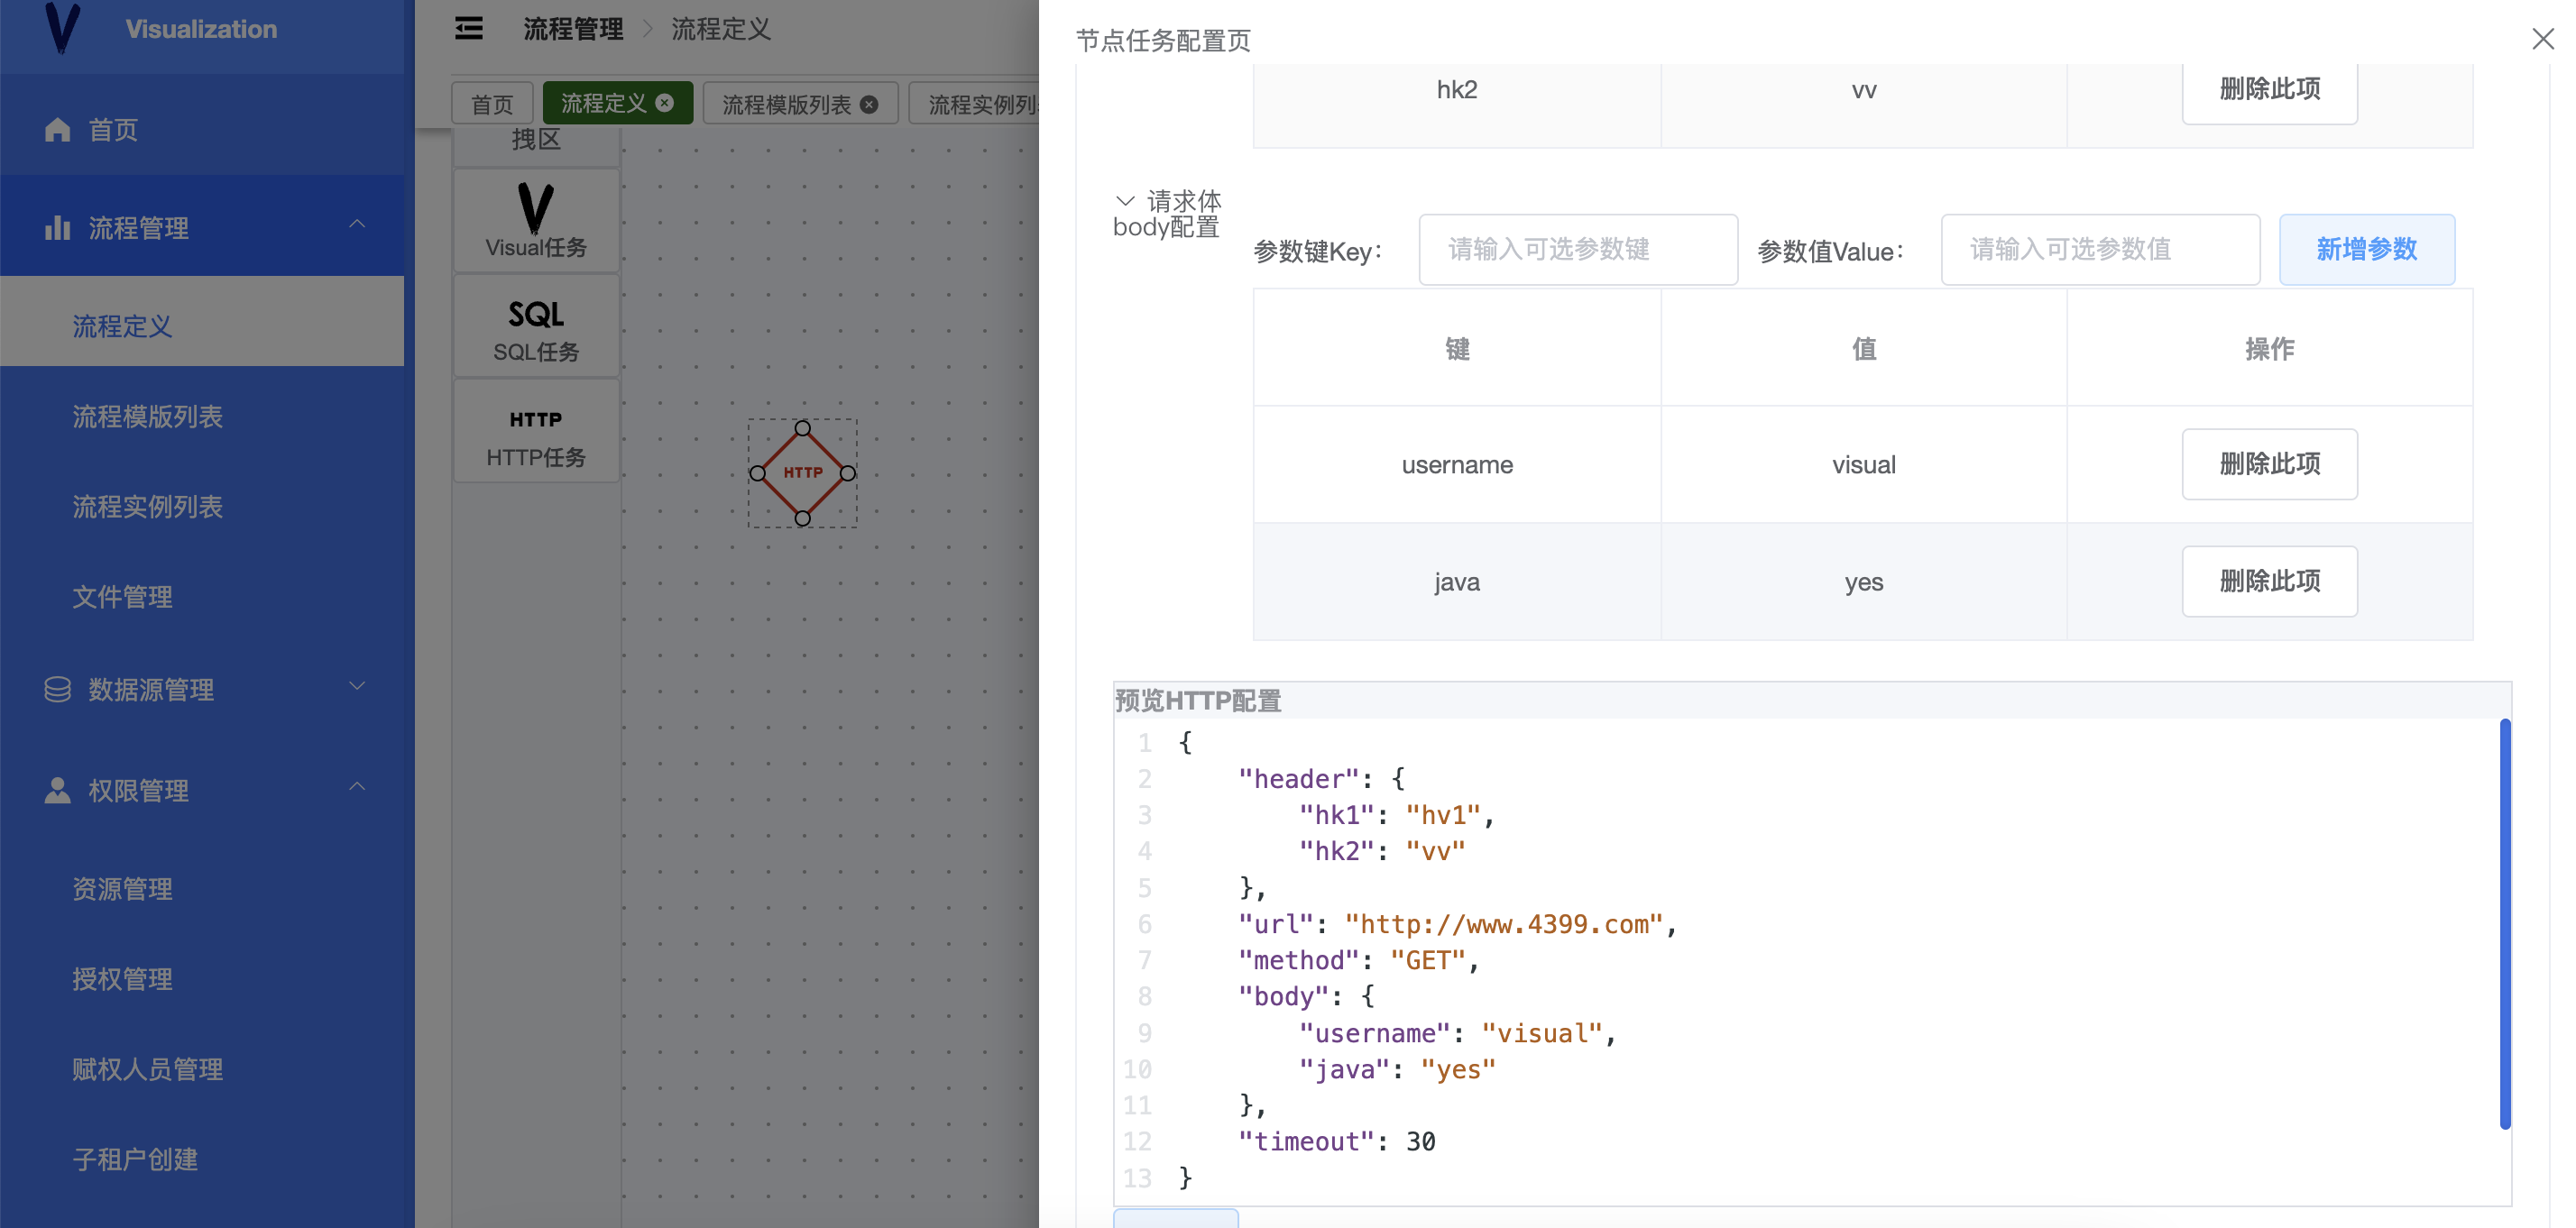 Visualization
首页
流程管理
流程定义
流程模版列表
流程实例列表
文件管理
数据源管理
权限管理
资源管理
授权管理
赋权人员管理
子租户创建
流程管理 > 流程定义
首页 流程定义 流程模版列表 流程实例列
拽区
Visual任务
SQL
SQL任务
HTTP
HTTP任务
HTTP
节点任务配置页
hk2 vv 删除此项
请求体
body配置
参数键Key: 请输入可选参数键 参数值Value: 请输入可选参数值 新增参数
键 值 操作
username visual 删除此项
java yes 删除此项
预览HTTP配置
1 {
2 "header": {
3 "hk1": "hv1",
4 "hk2": "vv"
5 },
6 "url": "http://www.4399.com",
7 "method": "GET",
8 "body": {
9 "username": "visual",
10 "java": "yes"
11 },
12 "timeout": 30
13 }